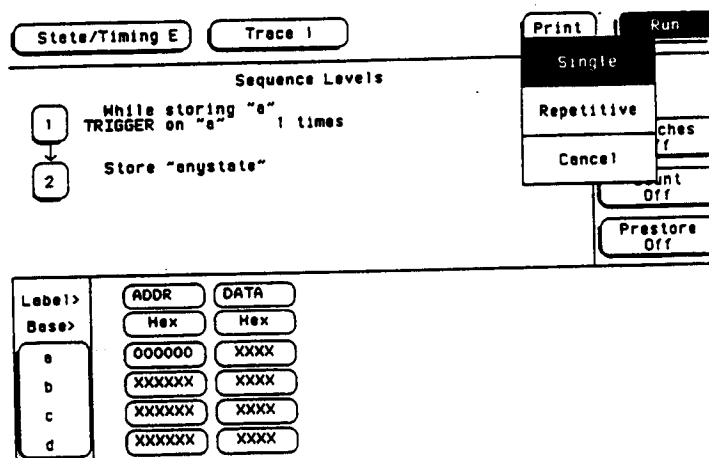 State/Timing E Trace 1 Print Run
Sequence Levels
Single
Repetitive
Cancel
1 While storing "a"
TRIGGER on "a" 1 times
2 Store "anystate"
Off
Prestore
Off
Label> ADDR DATA
Base> Hex Hex
a 000000 XXXX
b XXXXXX XXXX
c XXXXXX XXXX
d XXXXXX XXXX